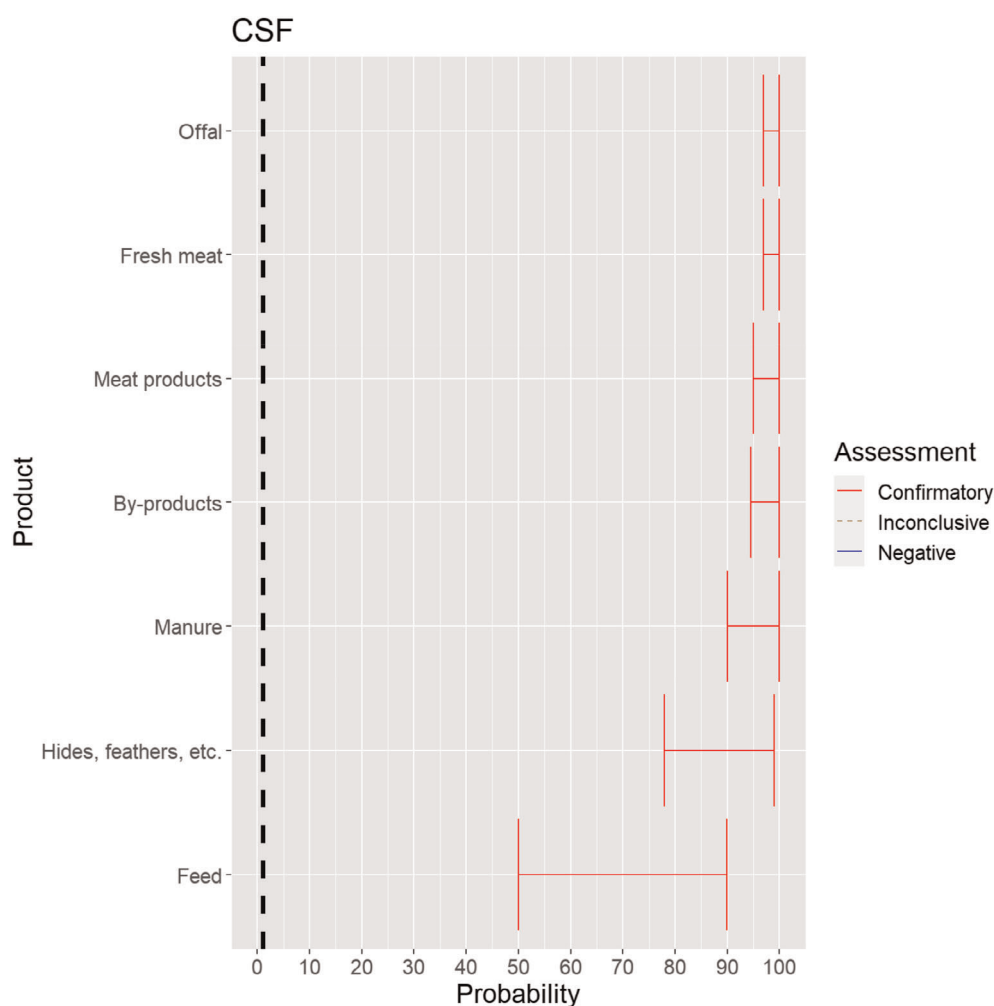 CSF
Product
Offal
Fresh meat
Meat products
By-products
Manure
Hides, feathers, etc.
Feed
0 10 20 30 40 50 60 70 80 90 100
Probability
Assessment
Confirmatory
Inconclusive
Negative